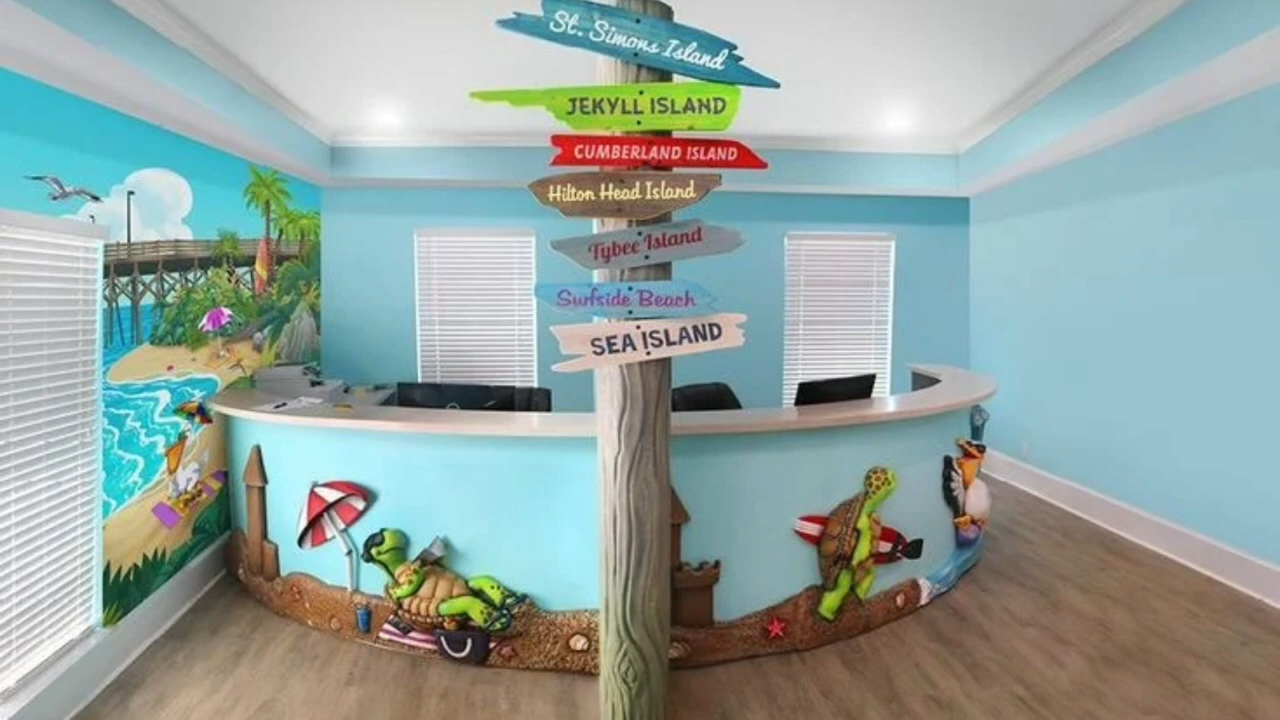 St. Simons Island
JEKYLL ISLAND
CUMBERLAND ISLAND
Hilton Head Island
Tybee Island
Surfside Beach
SEA ISLAND